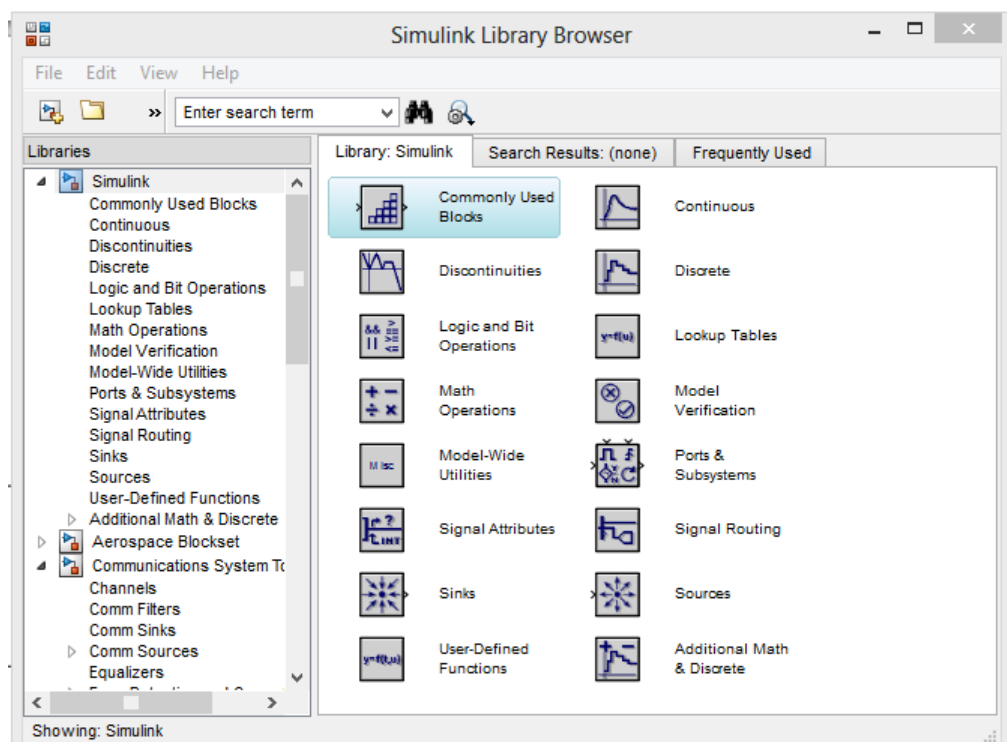 Simulink Library Browser
File Edit View Help
» Enter search term
Libraries
Simulink
Commonly Used Blocks
Continuous
Discontinuities
Discrete
Logic and Bit Operations
Lookup Tables
Math Operations
Model Verification
Model-Wide Utilities
Ports & Subsystems
Signal Attributes
Signal Routing
Sinks
Sources
User-Defined Functions
Additional Math & Discrete
Aerospace Blockset
Communications System To
Channels
Comm Filters
Comm Sinks
Comm Sources
Equalizers
Library: Simulink Search Results: (none) Frequently Used
Commonly Used
Blocks
Continuous
Discontinuities
Discrete
&& > || >= <=
Logic and Bit
Operations
y=f(u)
Lookup Tables
+ - ÷ ×
Math
Operations
Model
Verification
Misc
Model-Wide
Utilities
Ports &
Subsystems
? INT
Signal Attributes
Signal Routing
Sinks
Sources
y=f(t,u)
User-Defined
Functions
Additional Math
& Discrete
Showing: Simulink